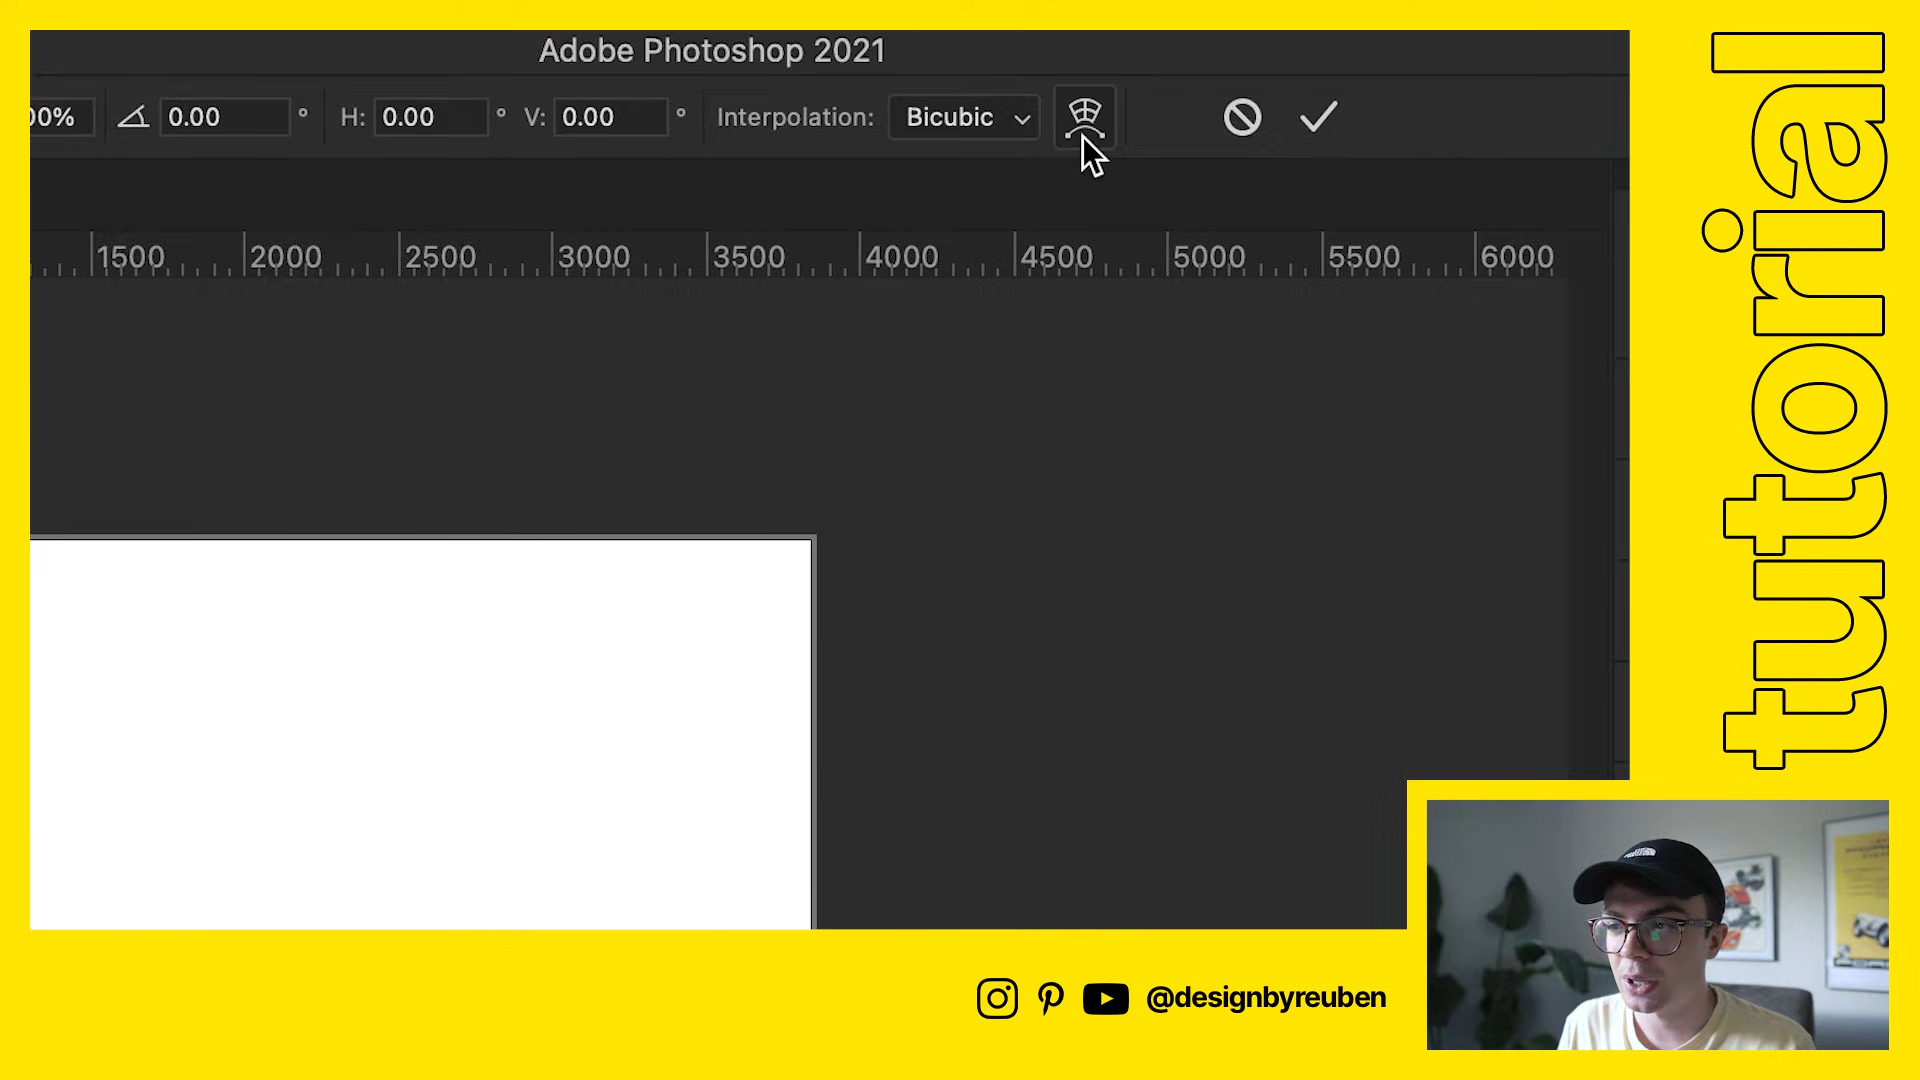 Adobe Photoshop 2021
00% 0.00 ° H: 0.00 ° V: 0.00 ° Interpolation: Bicubic
1500 2000 2500 3000 3500 4000 4500 5000 5500 6000
tutorial
@designbyreuben